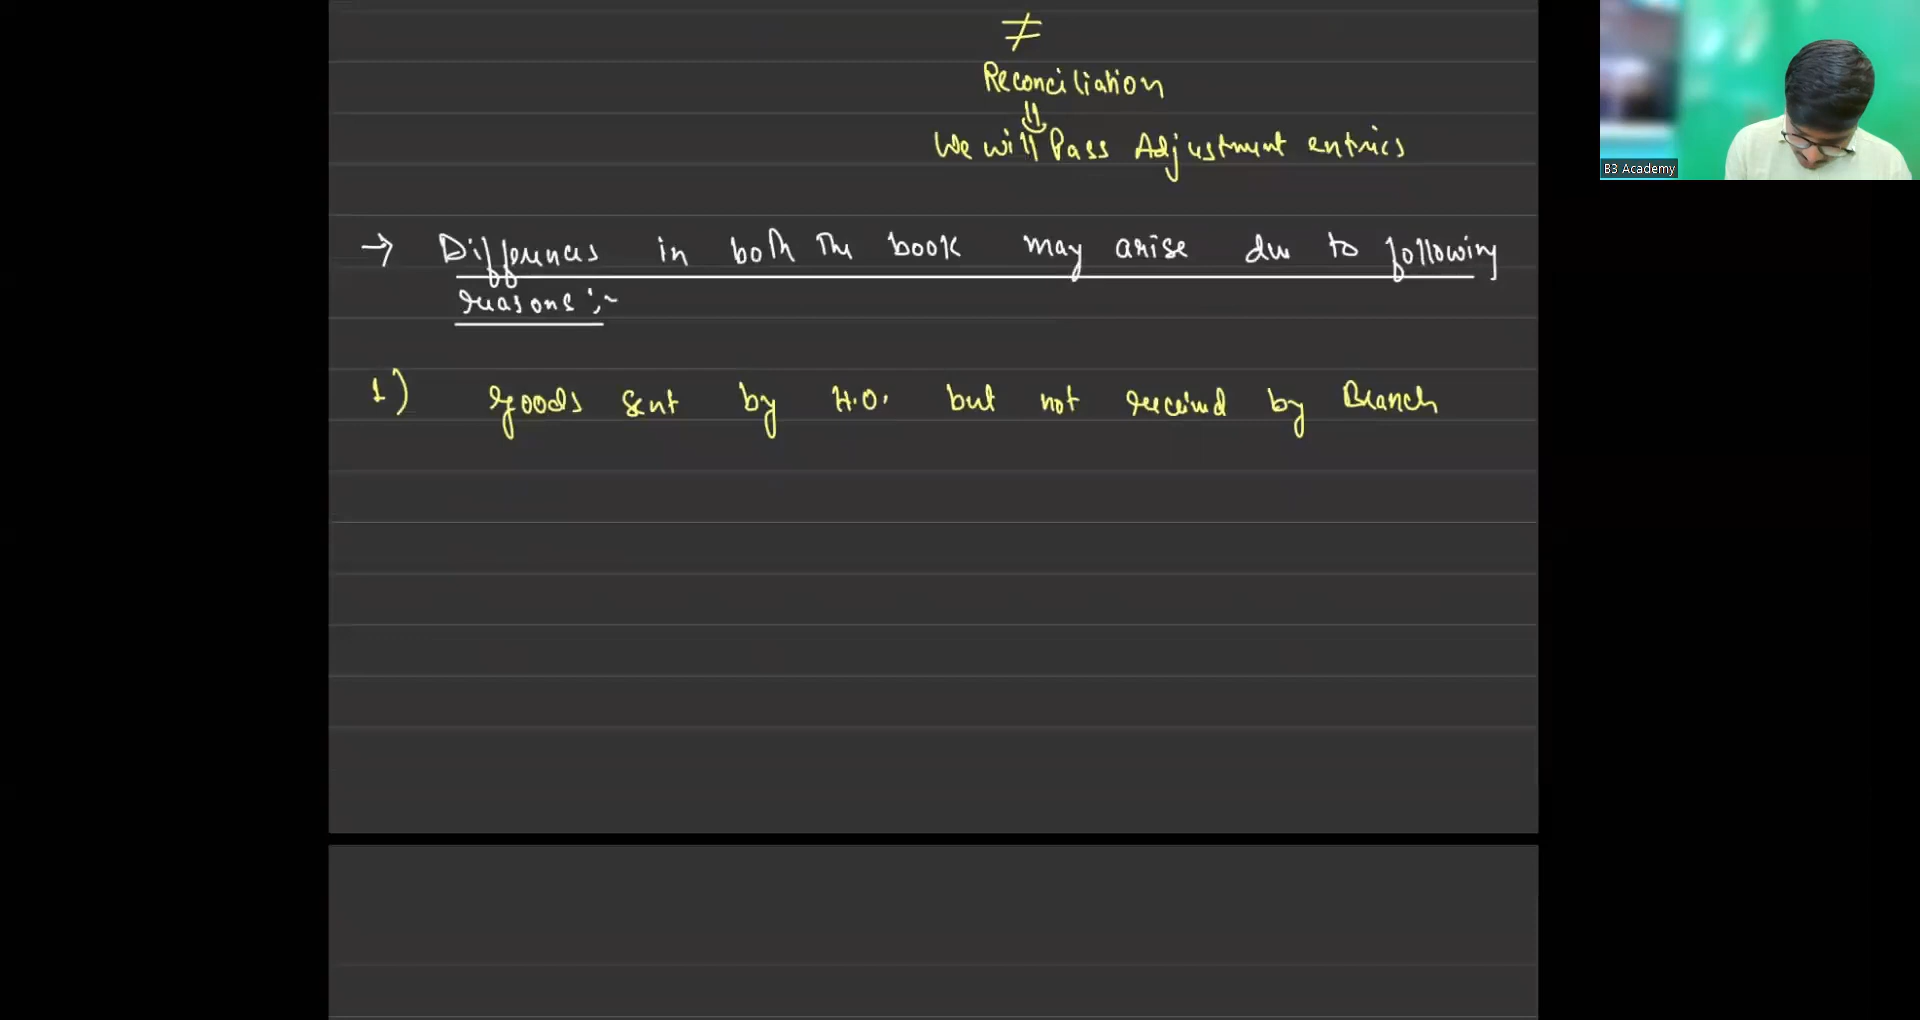 ≠
Reconciliation
⇓
We will Pass Adjustment entries
→ Differences in both the book may arise due to following
reasons :-
1) goods sent by H.O. but not received by Branch
B3 Academy